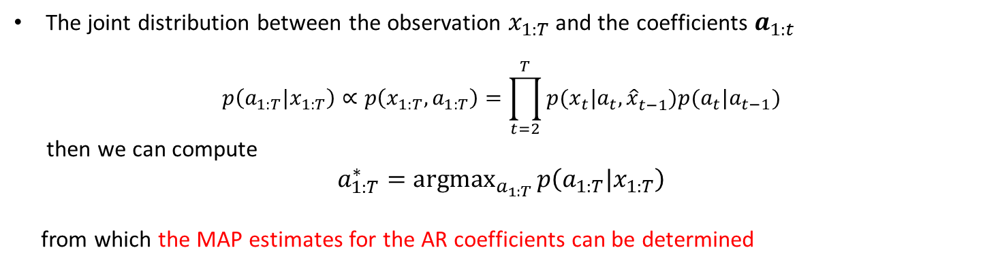 • The joint distribution between the observation $x_{1:T}$ and the coefficients $\boldsymbol{a}_{1:t}$
$p(a_{1:T}|x_{1:T}) \propto p(x_{1:T}, a_{1:T}) = \prod_{t=2}^{T} p(x_t|a_t, \hat{x}_{t-1})p(a_t|a_{t-1})$
then we can compute
$a^*_{1:T} = \mathrm{argmax}_{a_{1:T}} p(a_{1:T}|x_{1:T})$
from which the MAP estimates for the AR coefficients can be determined